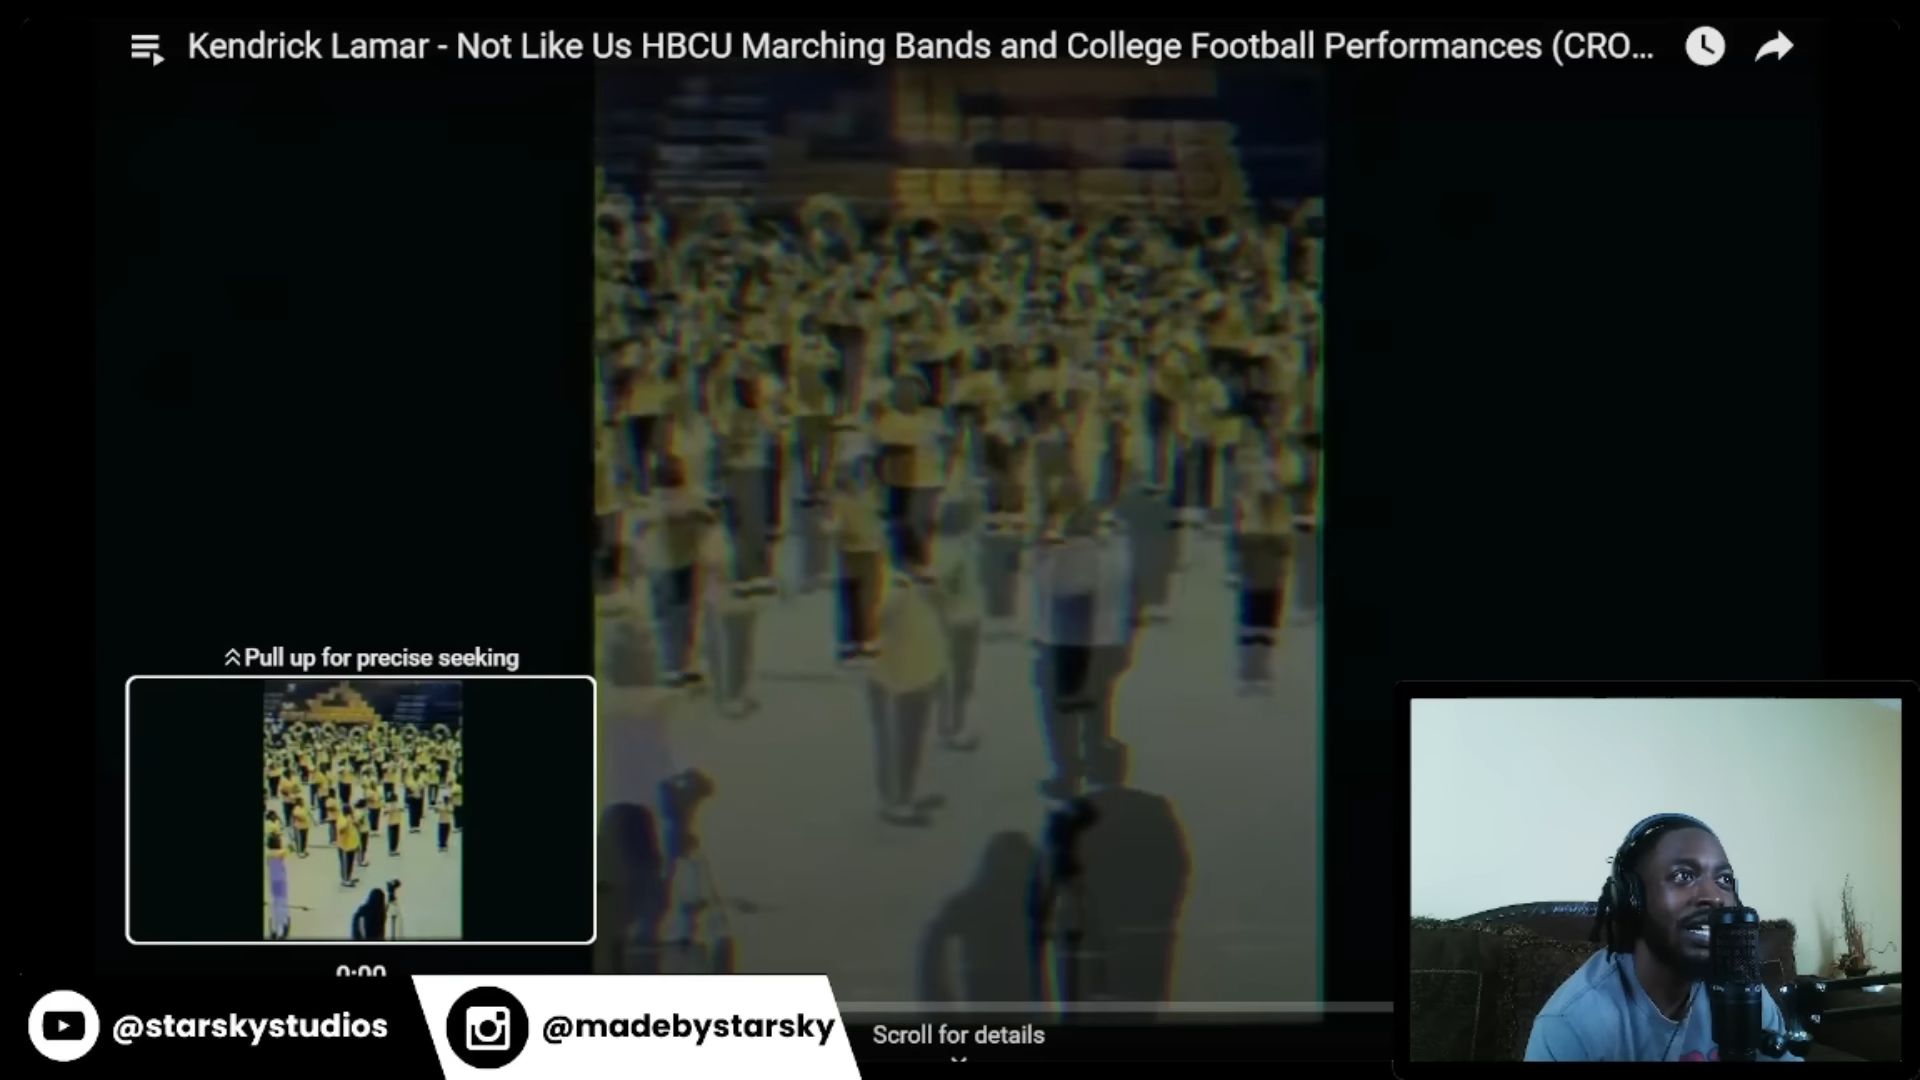 Kendrick Lamar - Not Like Us HBCU Marching Bands and College Football Performances (CRO...
Pull up for precise seeking
0:00
@starskystudios
@madebystarsky
Scroll for details